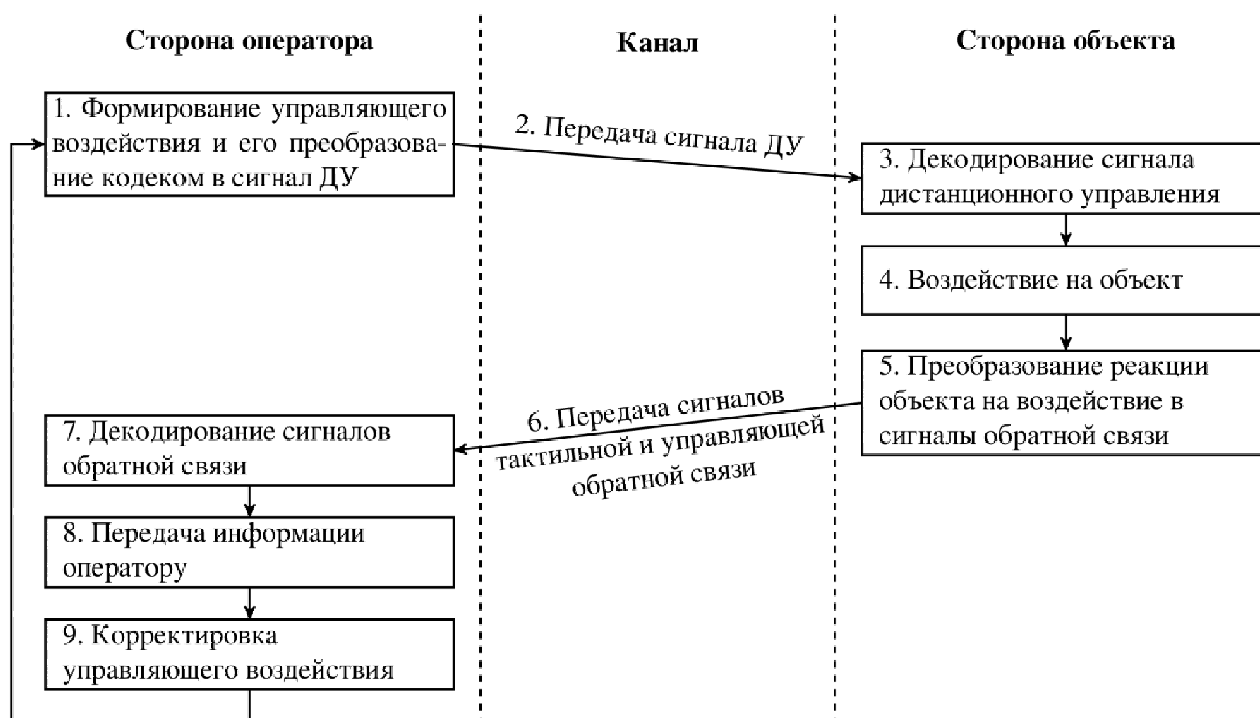 Сторона оператора
Канал
Сторона объекта
1. Формирование управляющего
воздействия и его преобразова-
ние кодеком в сигнал ДУ
2. Передача сигнала ДУ
3. Декодирование сигнала
дистанционного управления
4. Воздействие на объект
5. Преобразование реакции
объекта на воздействие в
сигналы обратной связи
6. Передача сигналов
тактильной и управляющей
обратной связи
7. Декодирование сигналов
обратной связи
8. Передача информации
оператору
9. Корректировка
управляющего воздействия